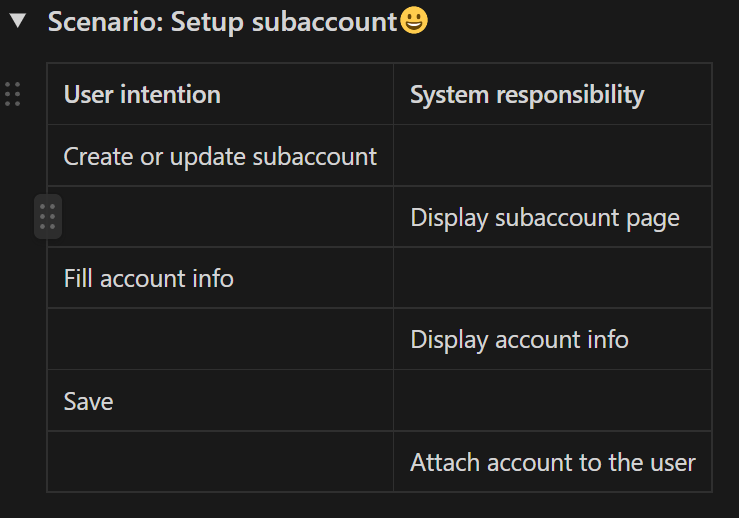 Scenario: Setup subaccount😀
User intention System responsibility
Create or update subaccount
Display subaccount page
Fill account info
Display account info
Save
Attach account to the user